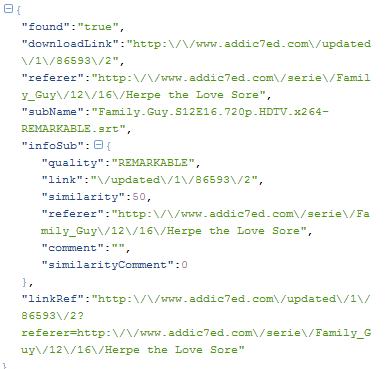 {
"found":"true",
"downloadLink":"http:\/\/www.addic7ed.com\/updated
\/1\/86593\/2",
"referer":"http:\/\/www.addic7ed.com\/serie\/Famil
y_Guy\/12\/16\/Herpe the Love Sore",
"subName":"Family.Guy.S12E16.720p.HDTV.x264-
REMARKABLE.srt",
"infoSub":{
"quality":"REMARKABLE",
"link":"\/updated\/1\/86593\/2",
"similarity":50,
"referer":"http:\/\/www.addic7ed.com\/serie\/Fa
mily_Guy\/12\/16\/Herpe the Love Sore",
"comment":"",
"similarityComment":0
},
"linkRef":"http:\/\/www.addic7ed.com\/updated\/1\/
86593\/2?
referer=http:\/\/www.addic7ed.com\/serie\/Family_G
uy\/12\/16\/Herpe the Love Sore"
}